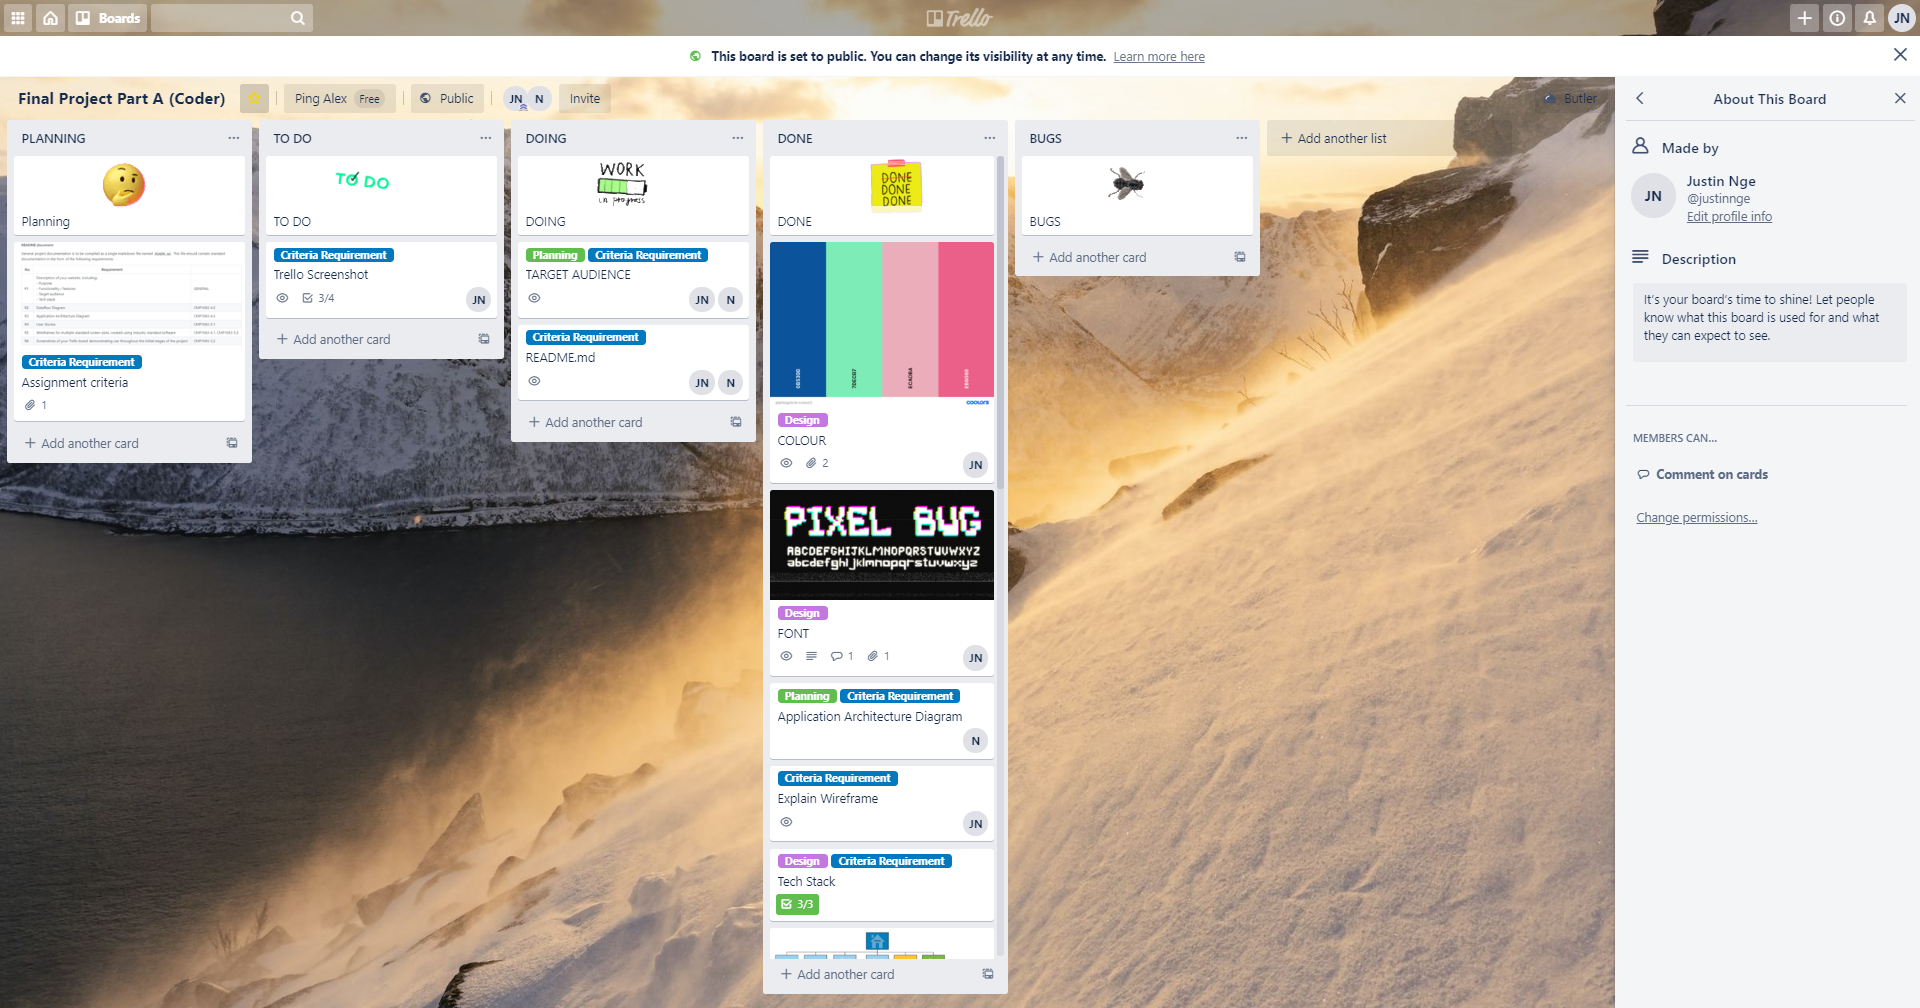 Boards
Trello
JN
This board is set to public. You can change its visibility at any time. Learn more here
Final Project Part A (Coder)
Ping Alex Free
Public
JN N
Invite
Butler
PLANNING
Planning
README document
Criteria Requirement
Assignment criteria
1
Add another card
TO DO
TO DO
TO DO
Criteria Requirement
Trello Screenshot
3/4
JN
Add another card
DOING
WORK
in progress
DOING
Planning Criteria Requirement
TARGET AUDIENCE
JN N
Criteria Requirement
README.md
JN N
Add another card
DONE
DONE
DONE
DONE
DONE
coolors
Design
COLOUR
2
JN
PIXEL BUG
ABCDEFGHIJKLMNOPQRSTUVWXYZ
abcdefghijklmnopqrstuvwxyz
Design
FONT
1 1
JN
Planning Criteria Requirement
Application Architecture Diagram
N
Criteria Requirement
Explain Wireframe
JN
Design Criteria Requirement
Tech Stack
3/3
Add another card
BUGS
BUGS
Add another card
Add another list
About This Board
Made by
JN
Justin Nge
@justinnge
Edit profile info
Description
It's your board's time to shine! Let people
know what this board is used for and what
they can expect to see.
MEMBERS CAN...
Comment on cards
Change permissions...